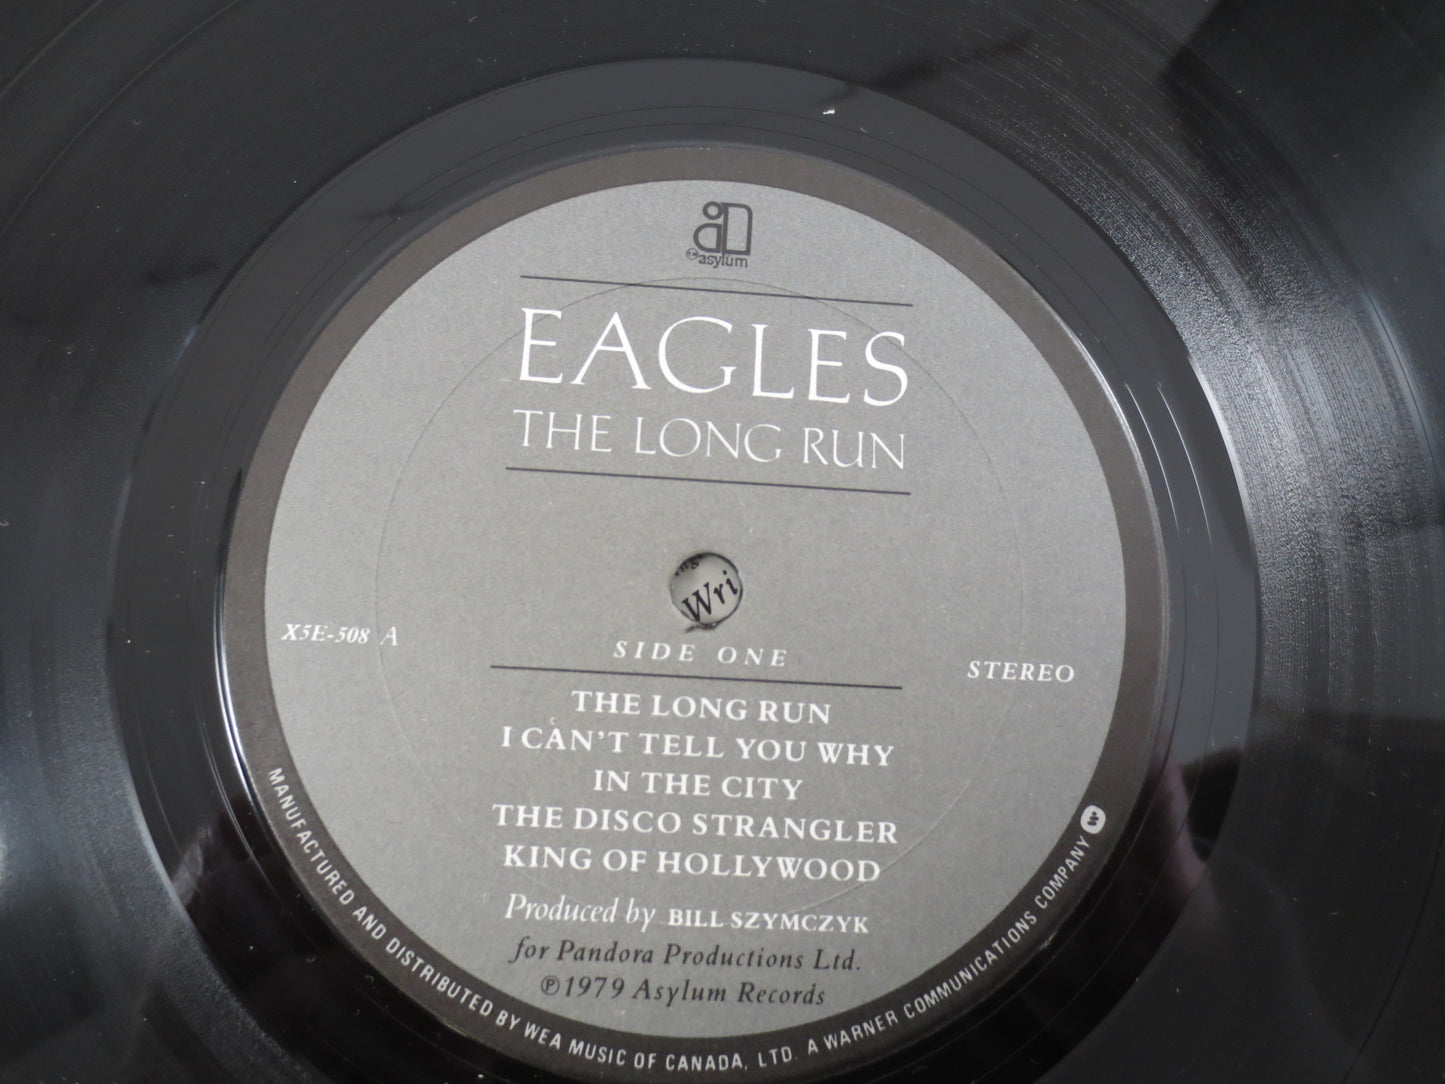 asylum
EAGLES
THE LONG RUN
Wri
SIDE ONE
X5E-508 A
STEREO
THE LONG RUN
I CAN'T TELL YOU WHY
IN THE CITY
THE DISCO STRANGLER
KING OF HOLLYWOOD
Produced by BILL SZYMCZYK
for Pandora Productions Ltd.
℗1979 Asylum Records
MANUFACTURED AND DISTRIBUTED BY WEA MUSIC OF CANADA, LTD. A WARNER COMMUNICATIONS COMPANY